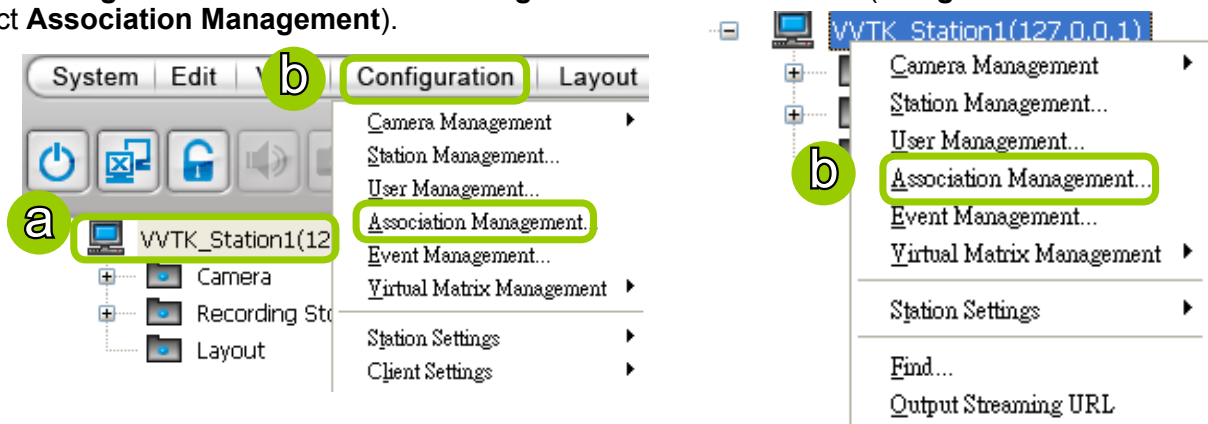 ct Association Management).
System Edit V b Configuration Layout
Camera Management
Station Management...
User Management...
Association Management...
Event Management...
Virtual Matrix Management
Station Settings
Client Settings
a VVTK_Station1(12
Camera
Recording Sto
Layout
VVTK_Station1(127.0.0.1)
Camera Management
Station Management...
User Management...
b Association Management...
Event Management...
Virtual Matrix Management
Station Settings
Find...
Output Streaming URL